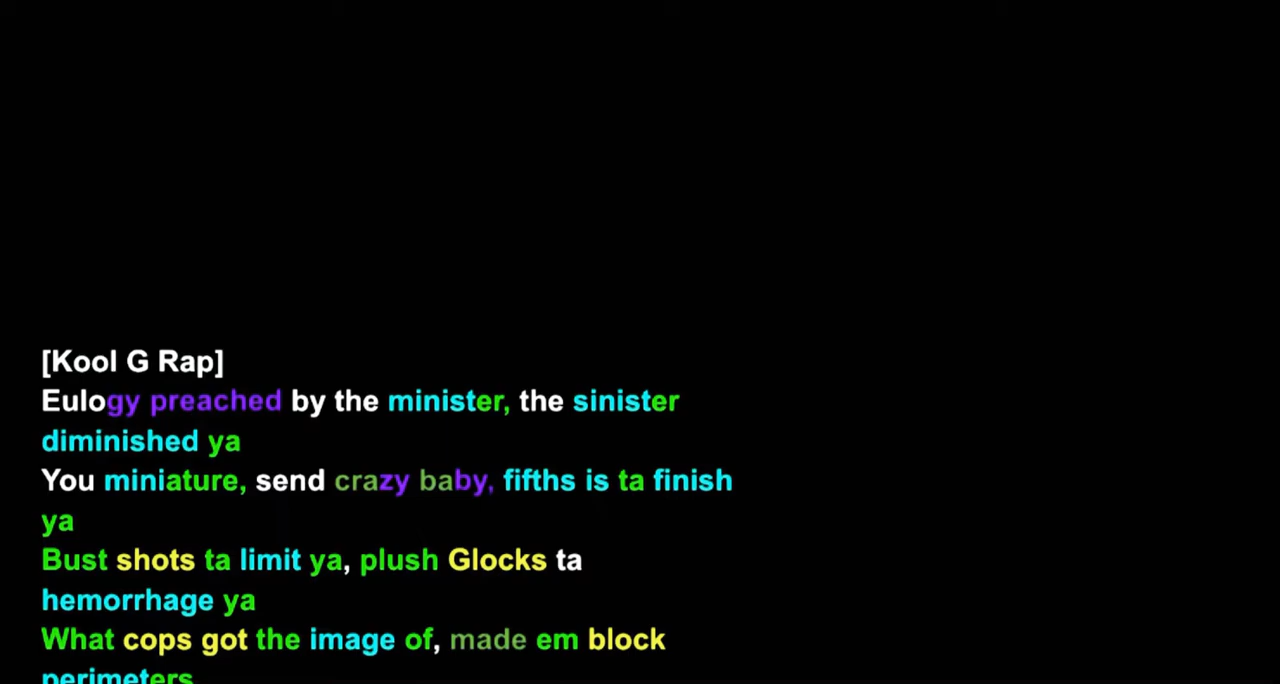 [Kool G Rap]
Eulogy preached by the minister, the sinister
diminished ya
You miniature, send crazy baby, fifths is ta finish
ya
Bust shots ta limit ya, plush Glocks ta
hemorrhage ya
What cops got the image of, made em block
perimeters